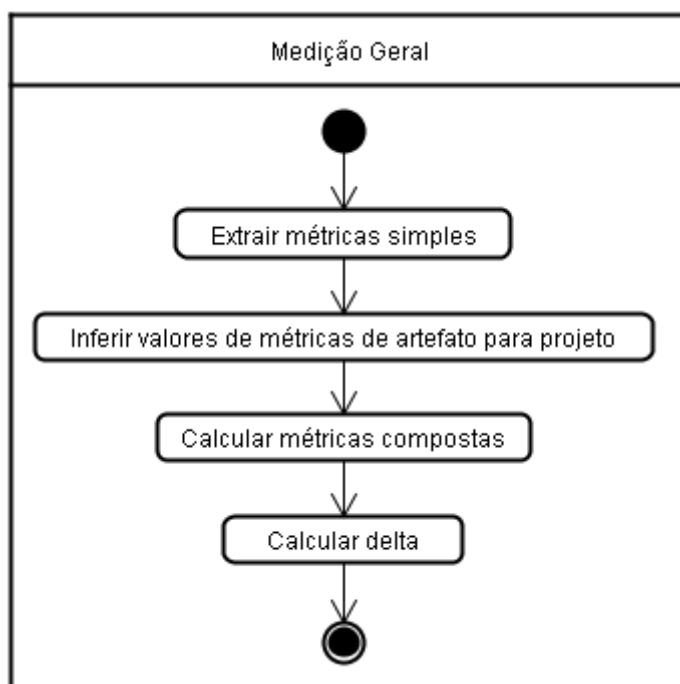 Medição Geral
Extrair métricas simples
Inferir valores de métricas de artefato para projeto
Calcular métricas compostas
Calcular delta